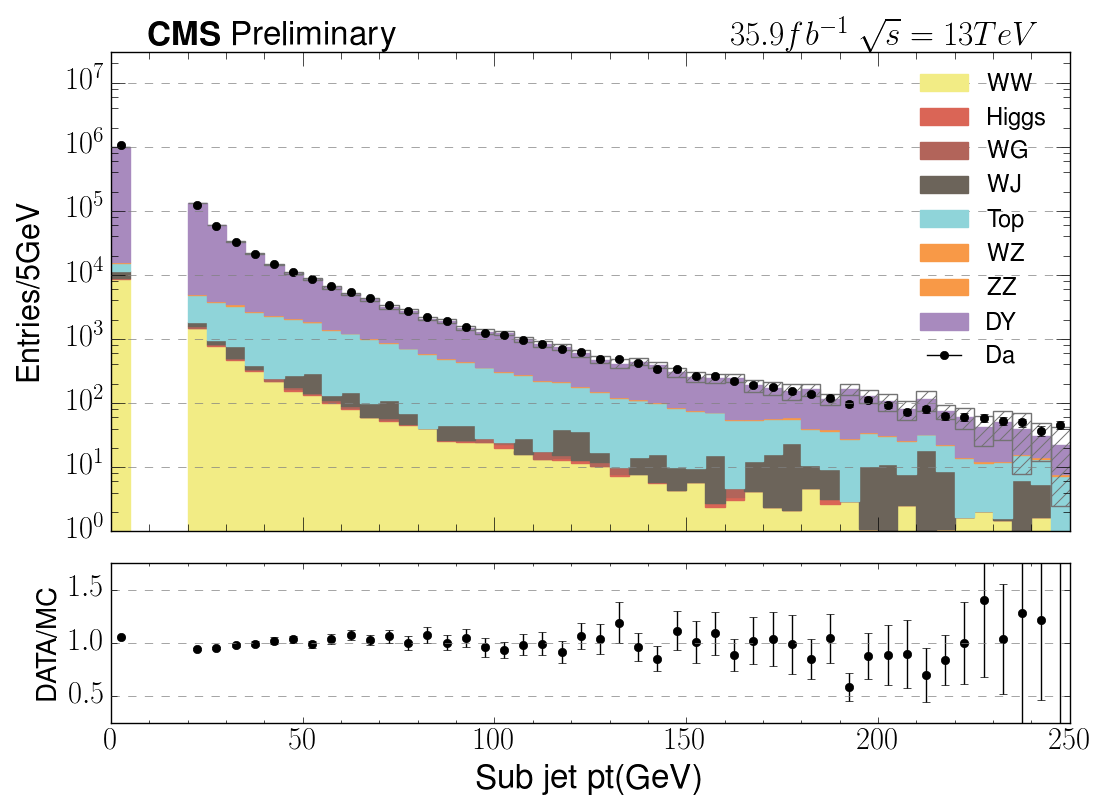 CMS Preliminary 35.9fb⁻¹ √s = 13TeV
Entries/5GeV
10⁷
10⁶
10⁵
10⁴
10³
10²
10¹
10⁰
WW
Higgs
WG
WJ
Top
WZ
ZZ
DY
Da
DATA/MC
1.5
1.0
0.5
0 50 100 150 200 250
Sub jet pt(GeV)